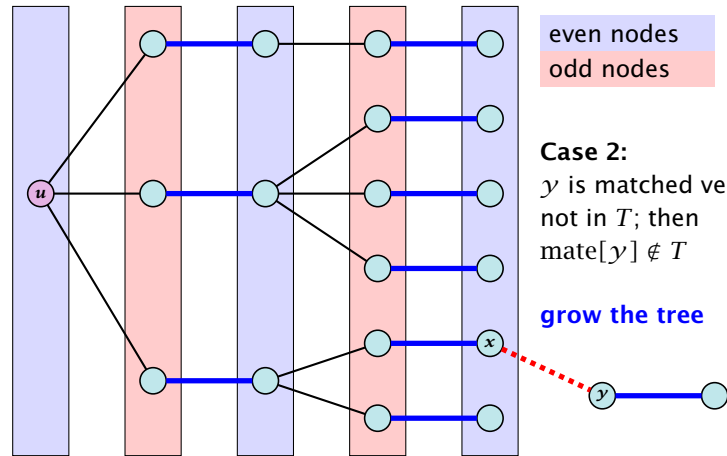 even nodes
odd nodes
u
Case 2:
y is matched ve
not in T; then
mate[y] ∉ T
grow the tree
x
y